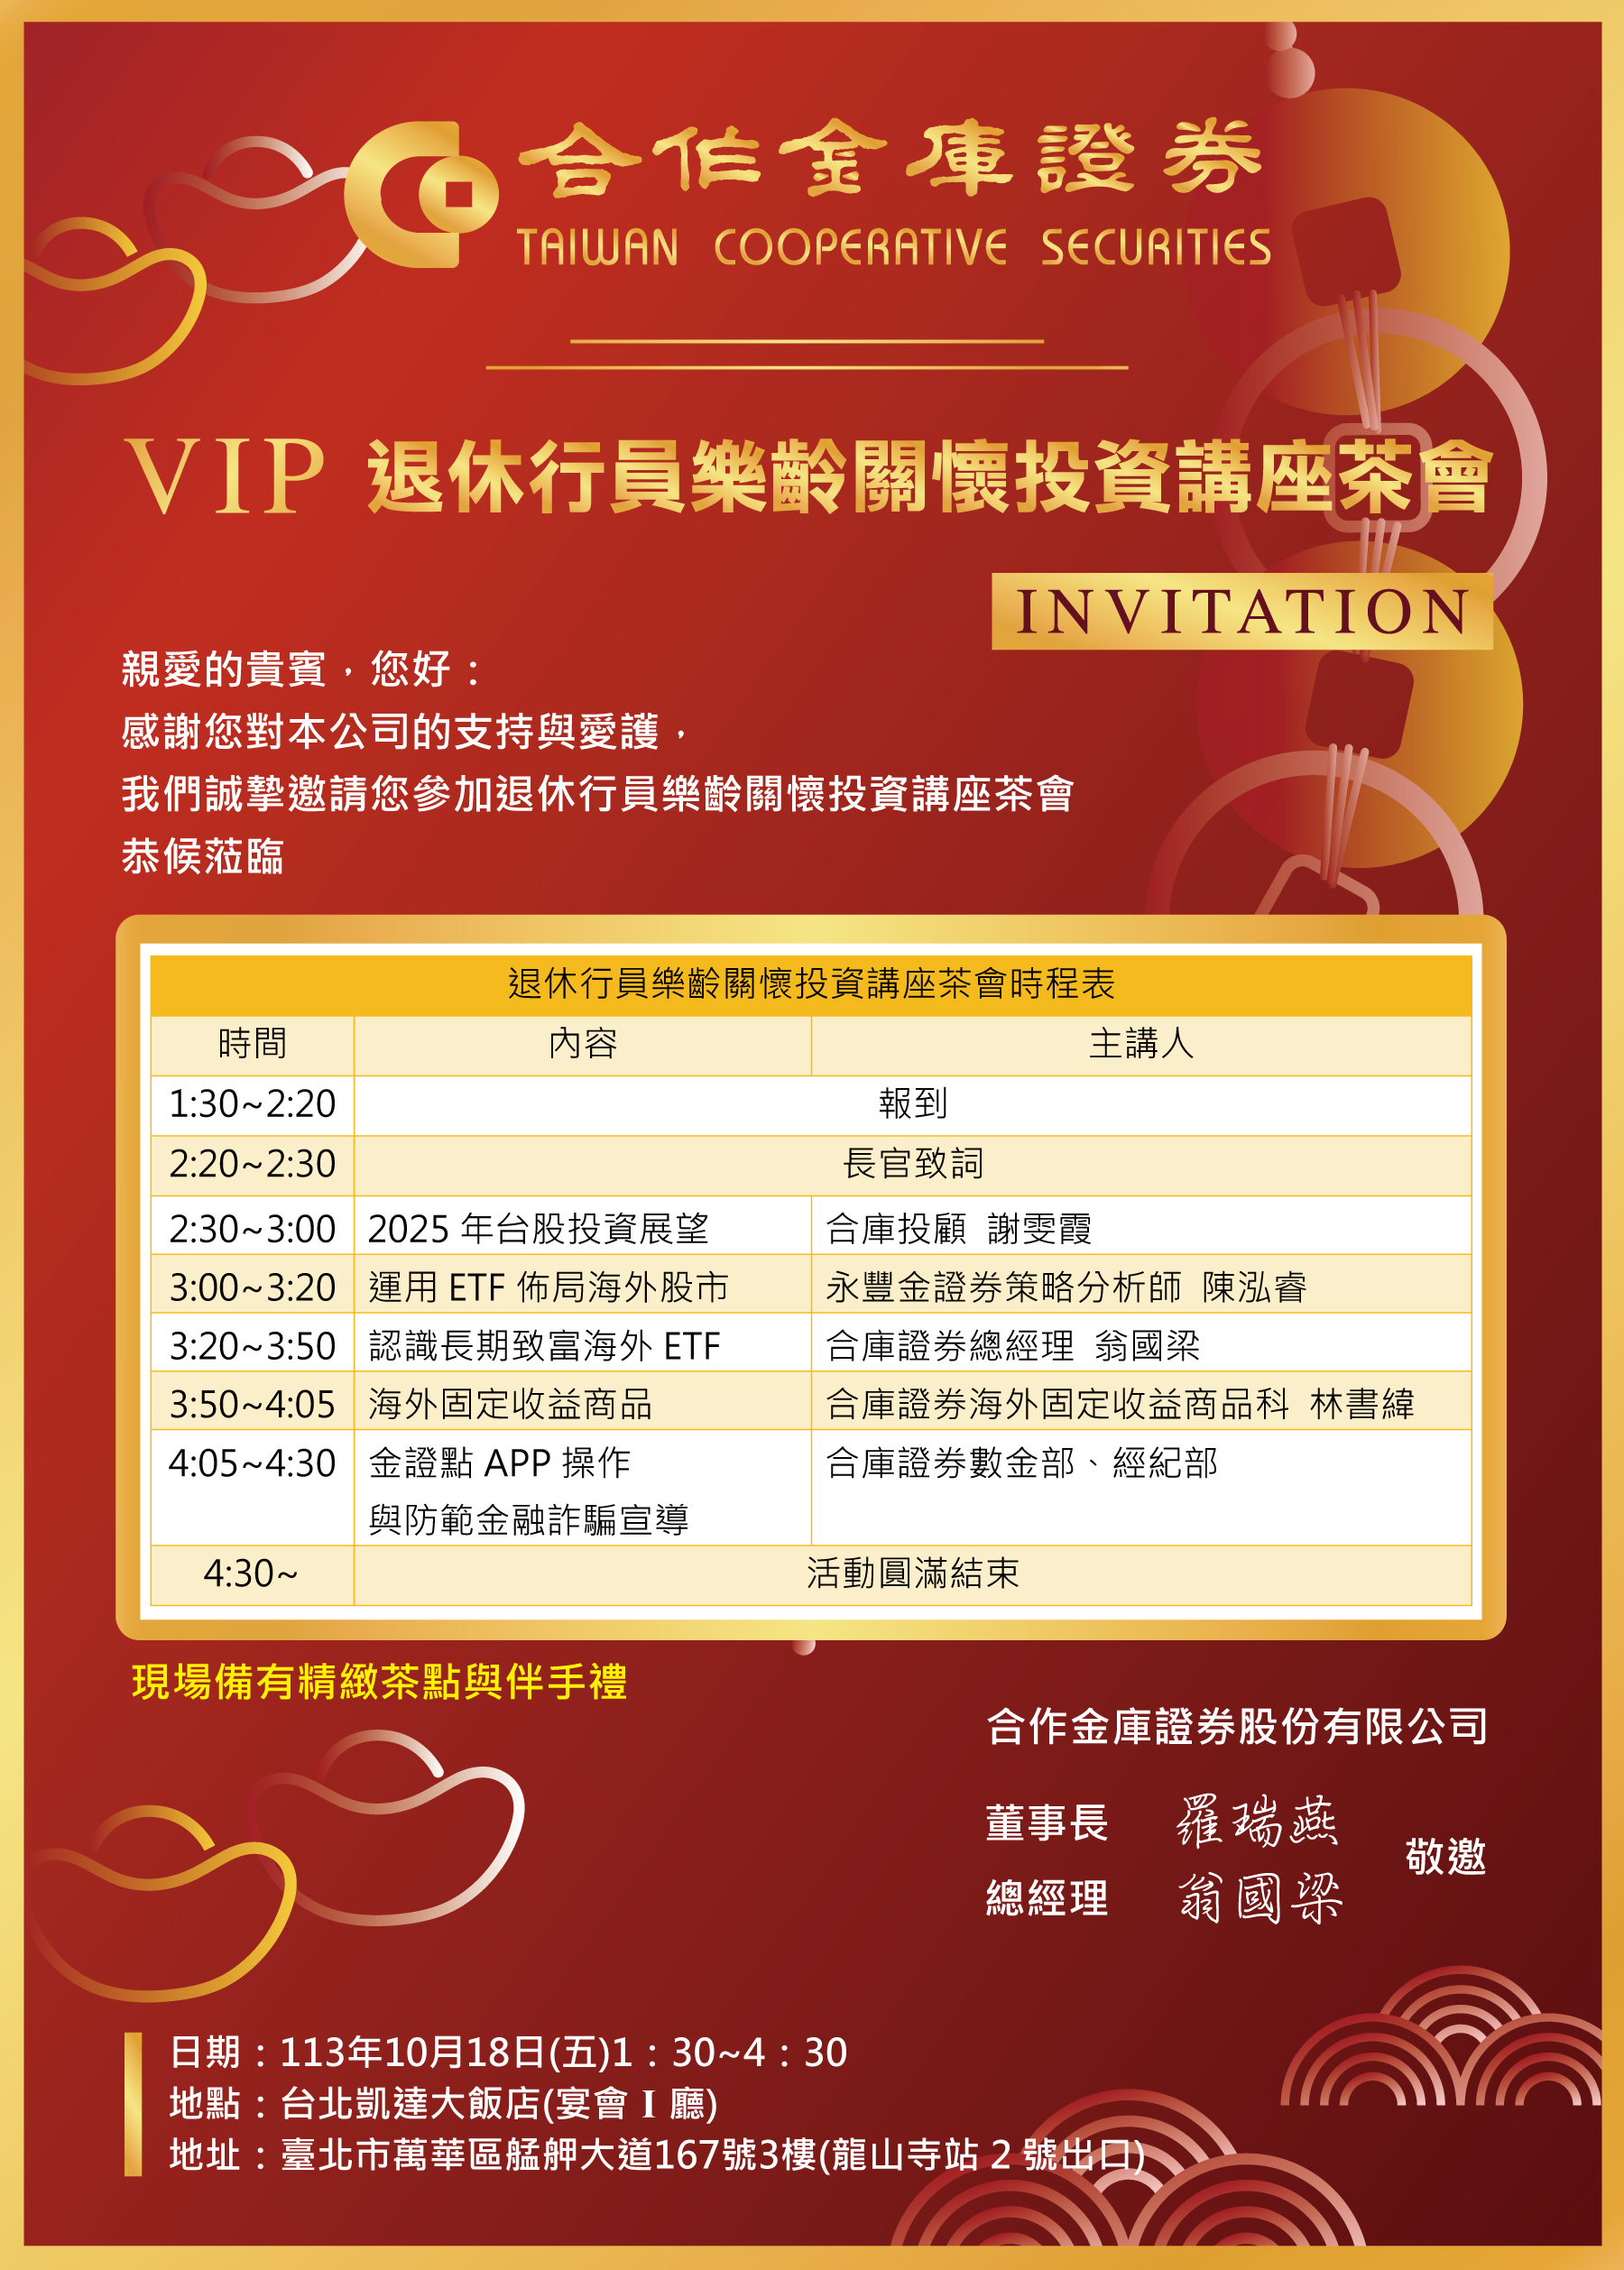 合作金庫證券
TAIWAN COOPERATIVE SECURITIES
VIP 退休行員樂齡關懷投資講座茶會
INVITATION
親愛的貴賓，您好：
感謝您對本公司的支持與愛護，
我們誠摯邀請您參加退休行員樂齡關懷投資講座茶會
恭候蒞臨
退休行員樂齡關懷投資講座茶會時程表
時間 內容 主講人
1:30~2:20 報到
2:20~2:30 長官致詞
2:30~3:00 2025 年台股投資展望 合庫投顧 謝雯霞
3:00~3:20 運用 ETF 佈局海外股市 永豐金證券策略分析師 陳泓睿
3:20~3:50 認識長期致富海外 ETF 合庫證券總經理 翁國梁
3:50~4:05 海外固定收益商品 合庫證券海外固定收益商品科 林書緯
4:05~4:30 金證點 APP 操作 合庫證券數金部、經紀部
與防範金融詐騙宣導
4:30~ 活動圓滿結束
現場備有精緻茶點與伴手禮
合作金庫證券股份有限公司
董事長 羅瑞燕
敬邀
總經理 翁國梁
日期：113年10月18日(五)1：30~4：30
地點：台北凱達大飯店(宴會 I 廳)
地址：臺北市萬華區艋舺大道167號3樓(龍山寺站 2 號出口)